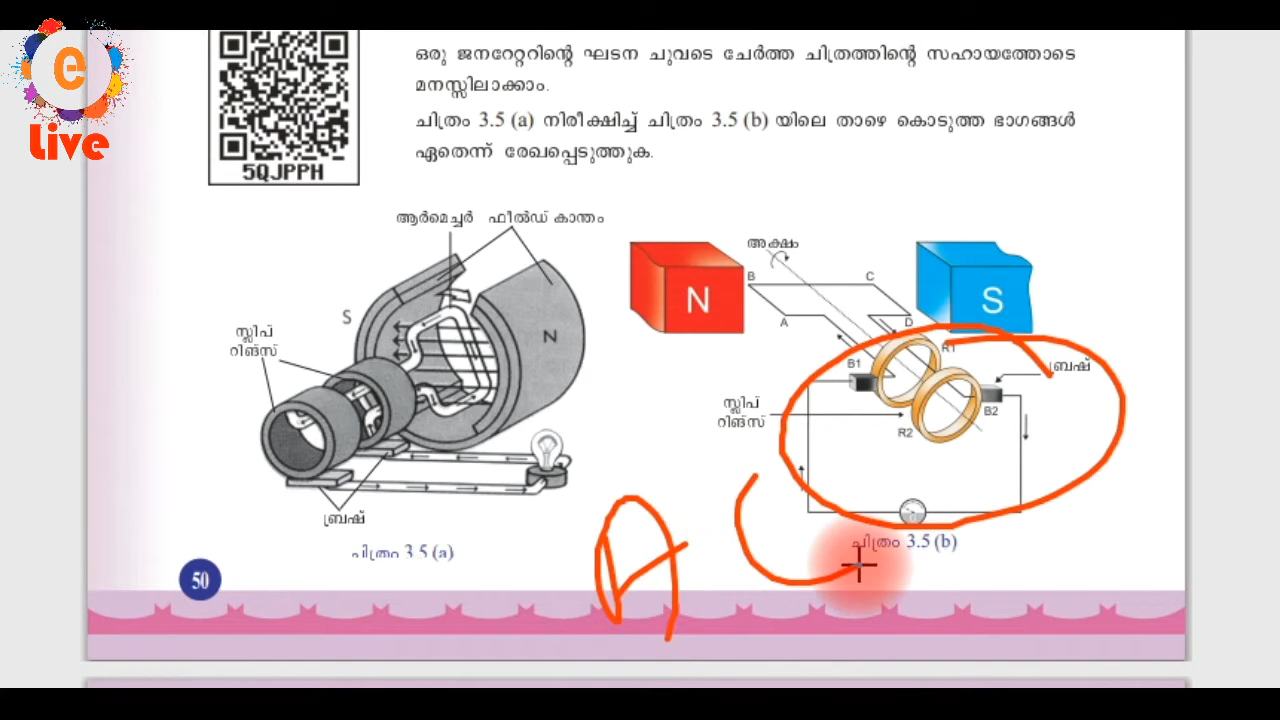 e
Live
5QJPPH
ഒരു ജനറേറ്ററിന്റെ ഘടന ചുവടെ ചേർത്ത ചിത്രത്തിന്റെ സഹായത്തോടെ
മനസ്സിലാക്കാം.
ചിത്രം 3.5 (a) നിരീക്ഷിച്ച് ചിത്രം 3.5 (b) യിലെ താഴെ കൊടുത്ത ഭാഗങ്ങൾ
ഏതെന്ന് രേഖപ്പെടുത്തുക.
ആർമെച്ചർ ഫീൽഡ് കാന്തം
S
N
സ്ലിപ്
റിങ്സ്
ബ്രഷ്
ചിത്രം 3.5 (a)
അക്ഷം
N
S
B
C
A
D
R1
B1
ബ്രഷ്
സ്ലിപ്
റിങ്സ്
B2
R2
ചിത്രം 3.5 (b)
A
50